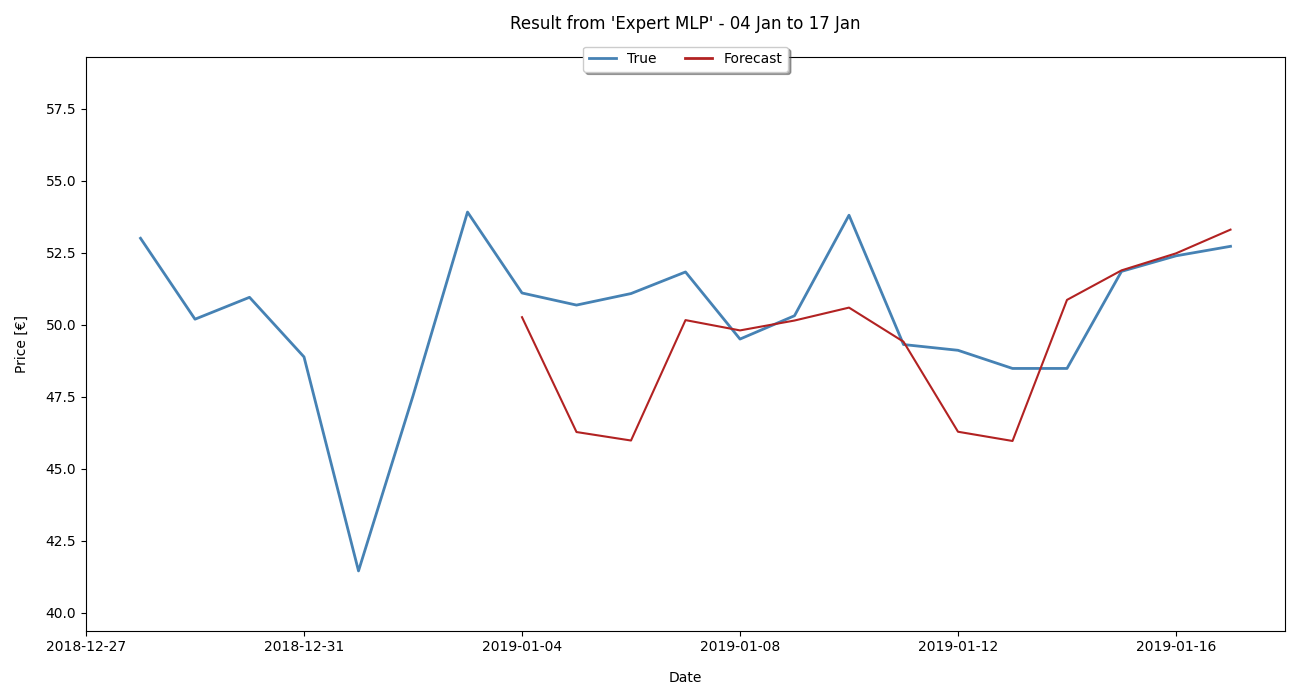 Result from 'Expert MLP' - 04 Jan to 17 Jan
True Forecast
57.5
55.0
52.5
50.0
47.5
45.0
42.5
40.0
Price [€]
2018-12-27 2018-12-31 2019-01-04 2019-01-08 2019-01-12 2019-01-16
Date